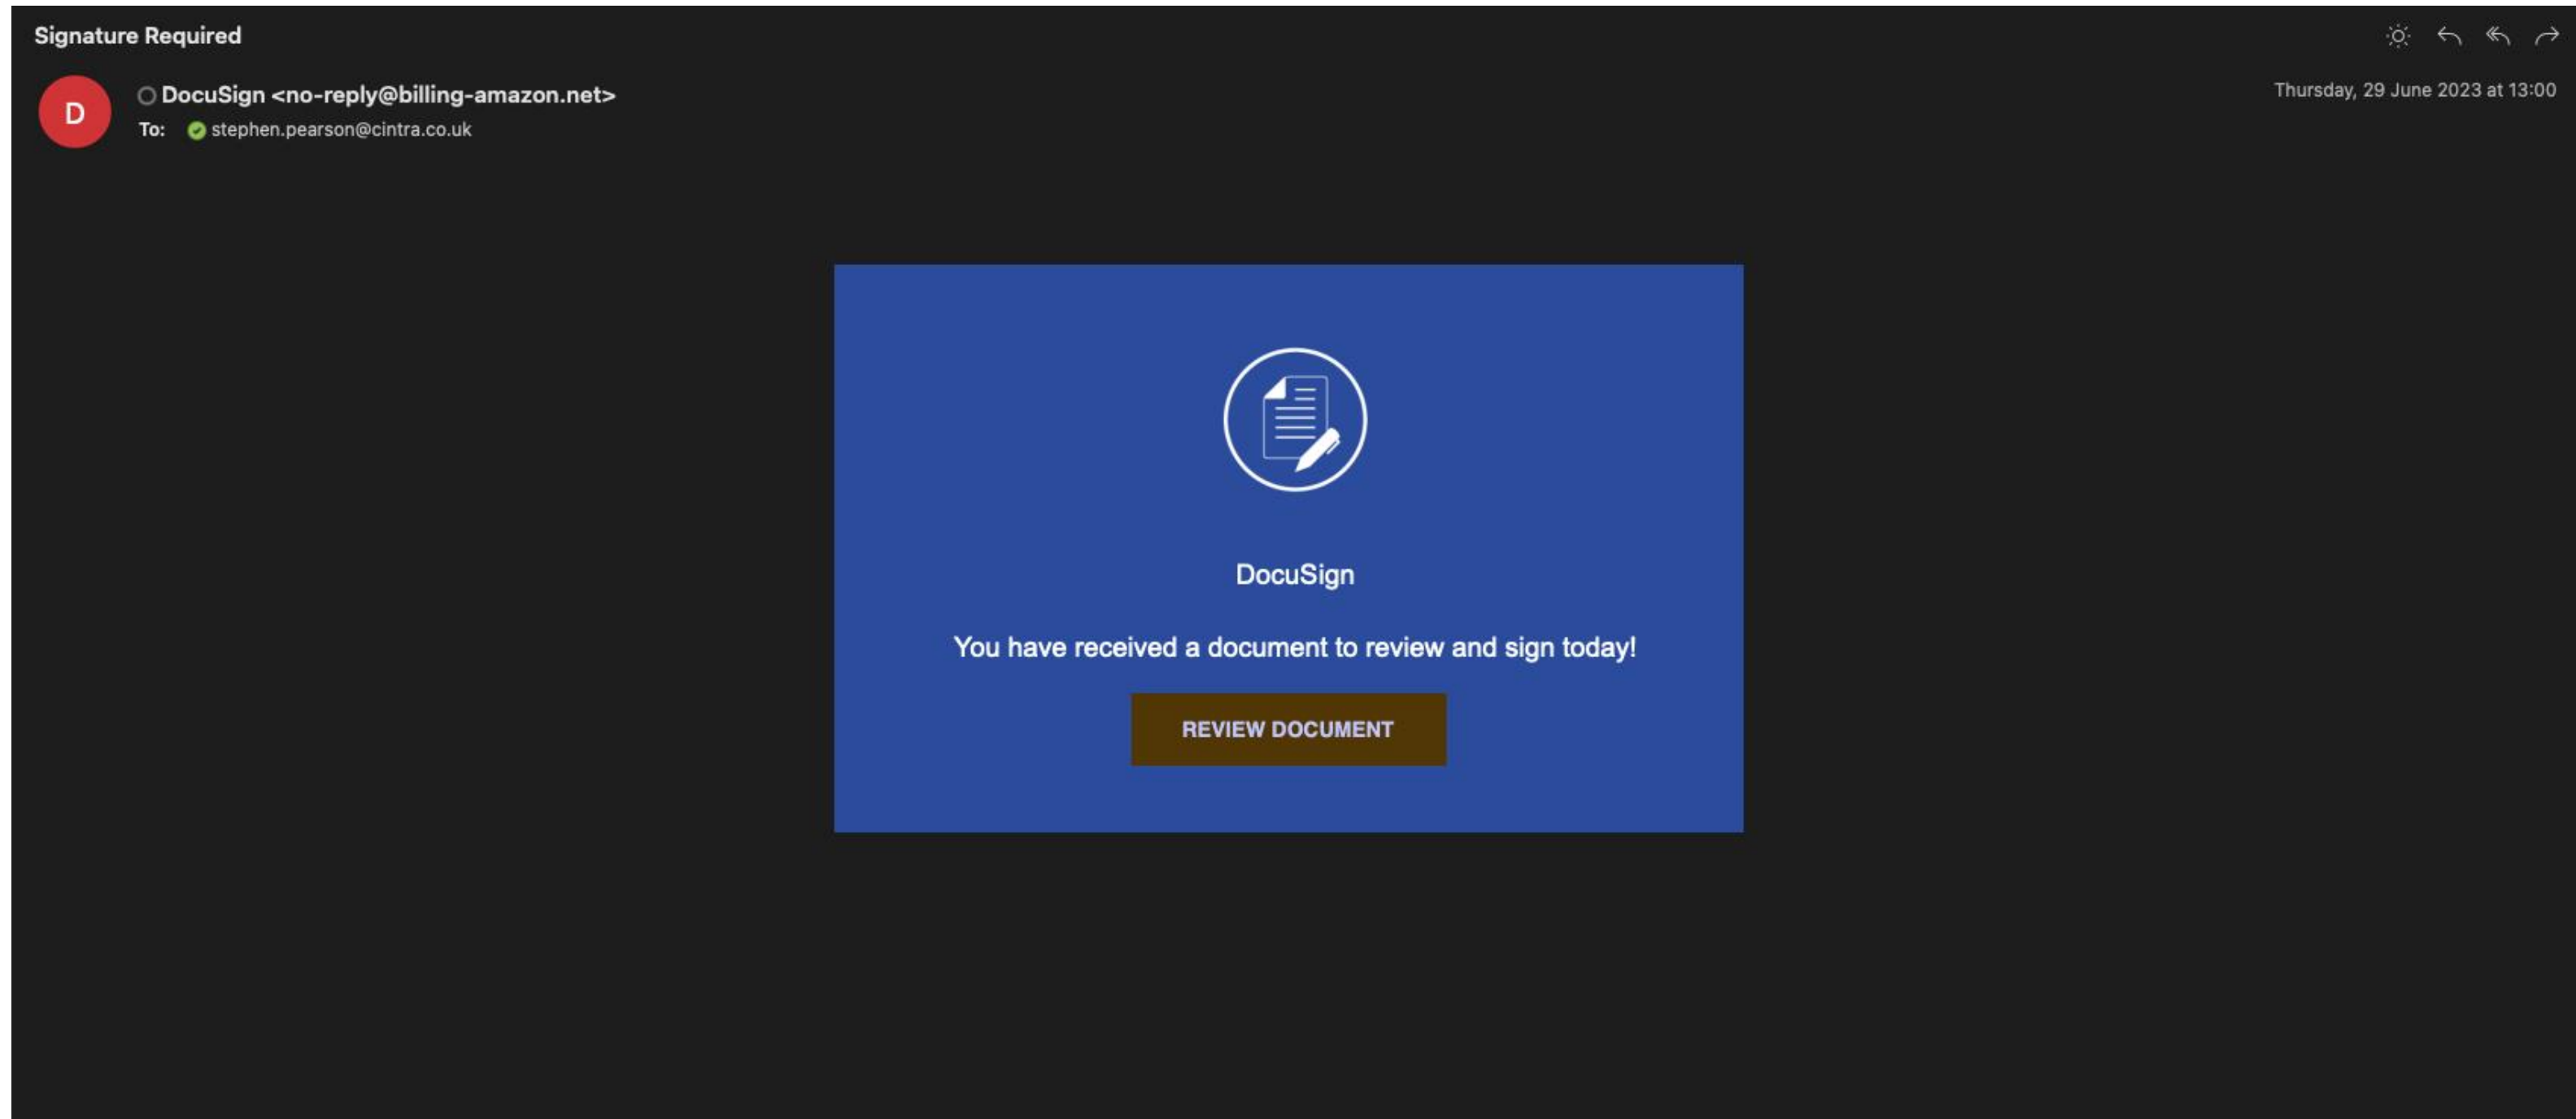 Signature Required
D
DocuSign <no-reply@billing-amazon.net>
Thursday, 29 June 2023 at 13:00
To: stephen.pearson@cintra.co.uk
DocuSign
You have received a document to review and sign today!
REVIEW DOCUMENT